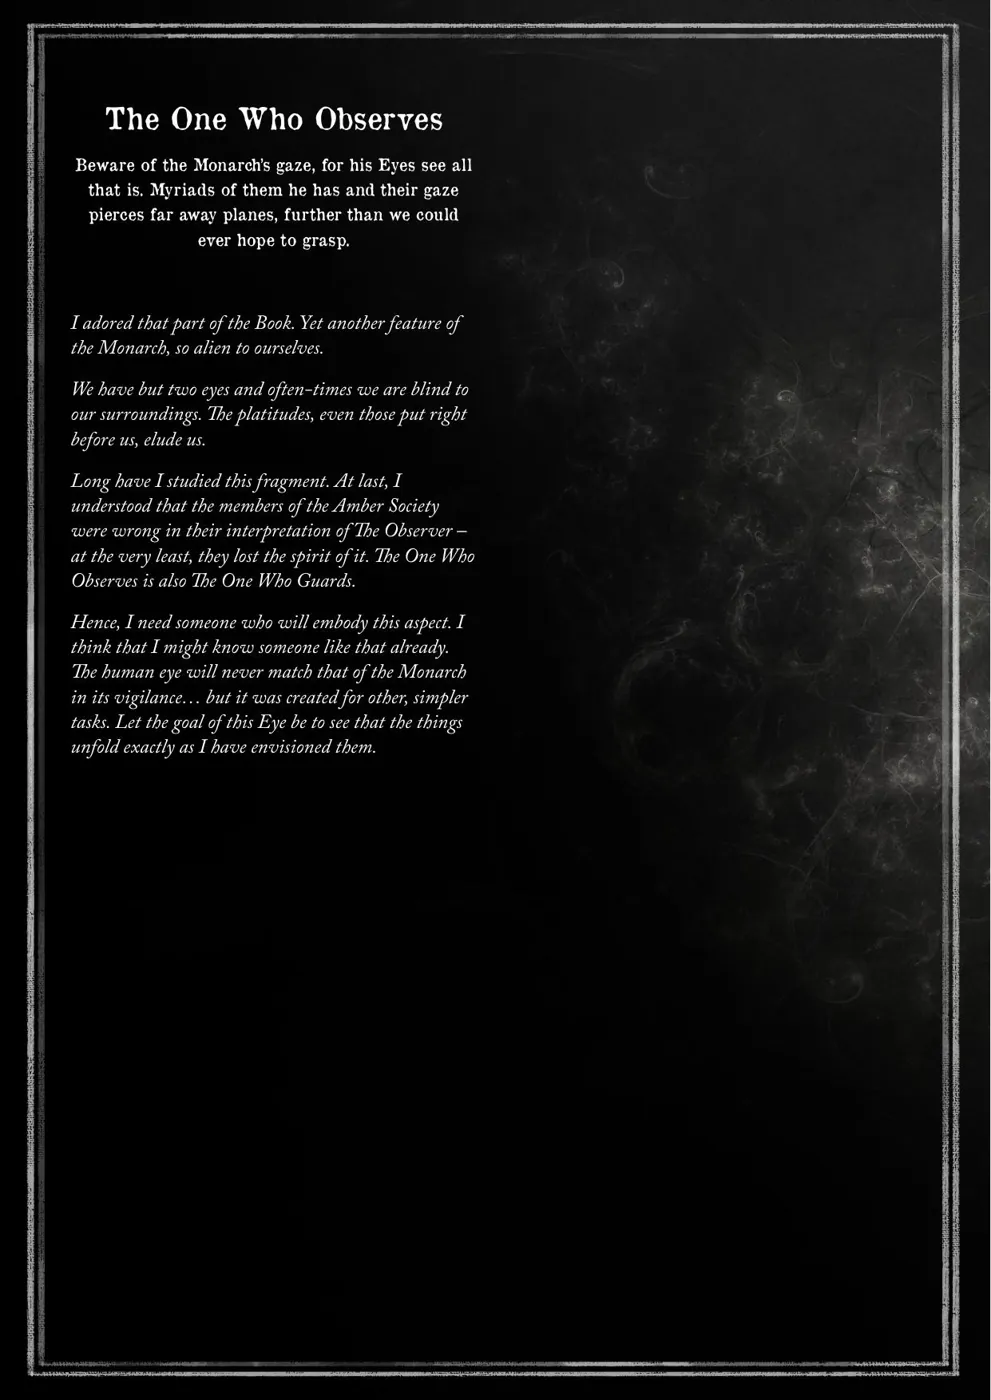 The One Who Observes
Beware of the Monarch's gaze, for his Eyes see all
that is. Myriads of them he has and their gaze
pierces far away planes, further than we could
ever hope to grasp.
I adored that part of the Book. Yet another feature of
the Monarch, so alien to ourselves.
We have but two eyes and often-times we are blind to
our surroundings. The platitudes, even those put right
before us, elude us.
Long have I studied this fragment. At last, I
understood that the members of the Amber Society
were wrong in their interpretation of The Observer –
at the very least, they lost the spirit of it. The One Who
Observes is also The One Who Guards.
Hence, I need someone who will embody this aspect. I
think that I might know someone like that already.
The human eye will never match that of the Monarch
in its vigilance… but it was created for other, simpler
tasks. Let the goal of this Eye be to see that the things
unfold exactly as I have envisioned them.